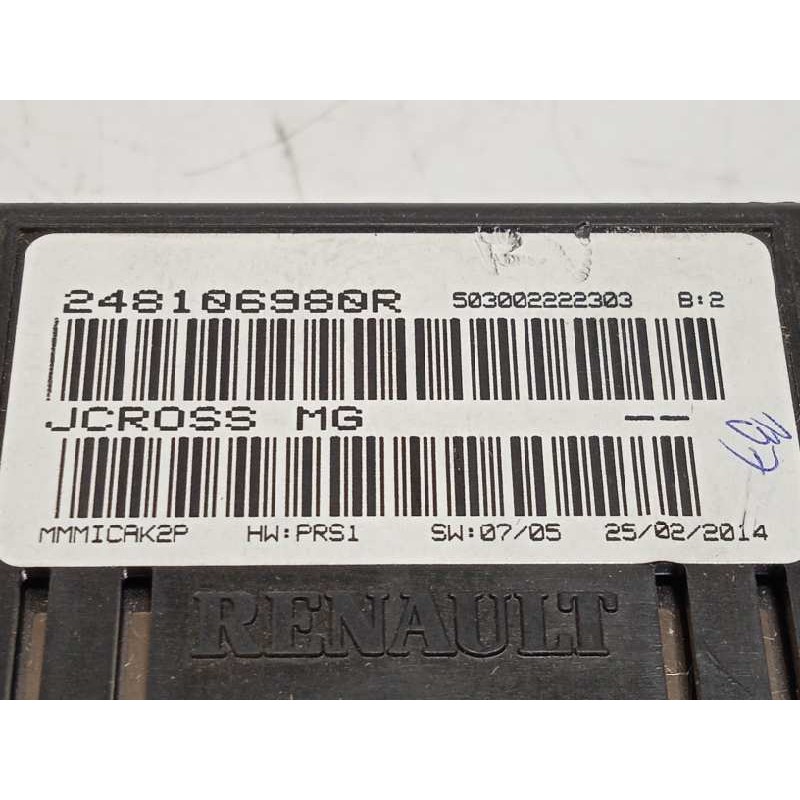 248106980R 503002222303 B:2
JCROSS MG --
MMMICAK2P HW:PRS1 SW:07/05 25/02/2014
RENAULT